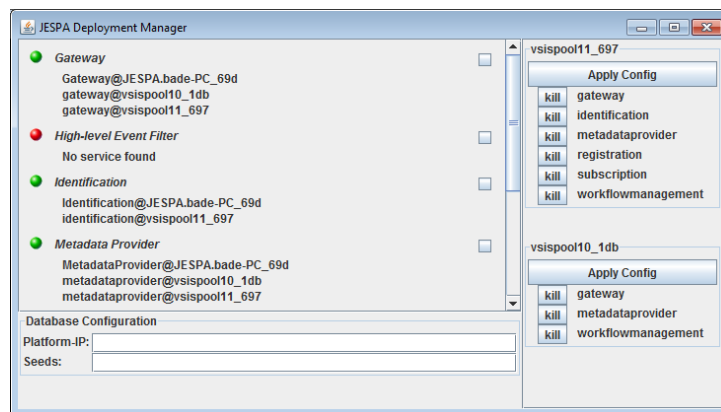 JESPA Deployment Manager
Gateway
Gateway@JESPA.bade-PC_69d
gateway@vsispool10_1db
gateway@vsispool11_697
High-level Event Filter
No service found
Identification
Identification@JESPA.bade-PC_69d
identification@vsispool11_697
Metadata Provider
MetadataProvider@JESPA.bade-PC_69d
metadataprovider@vsispool10_1db
metadataprovider@vsispool11_697
Database Configuration
Platform-IP:
Seeds:
vsispool11_697
Apply Config
kill gateway
kill identification
kill metadataprovider
kill registration
kill subscription
kill workflowmanagement
vsispool10_1db
Apply Config
kill gateway
kill metadataprovider
kill workflowmanagement